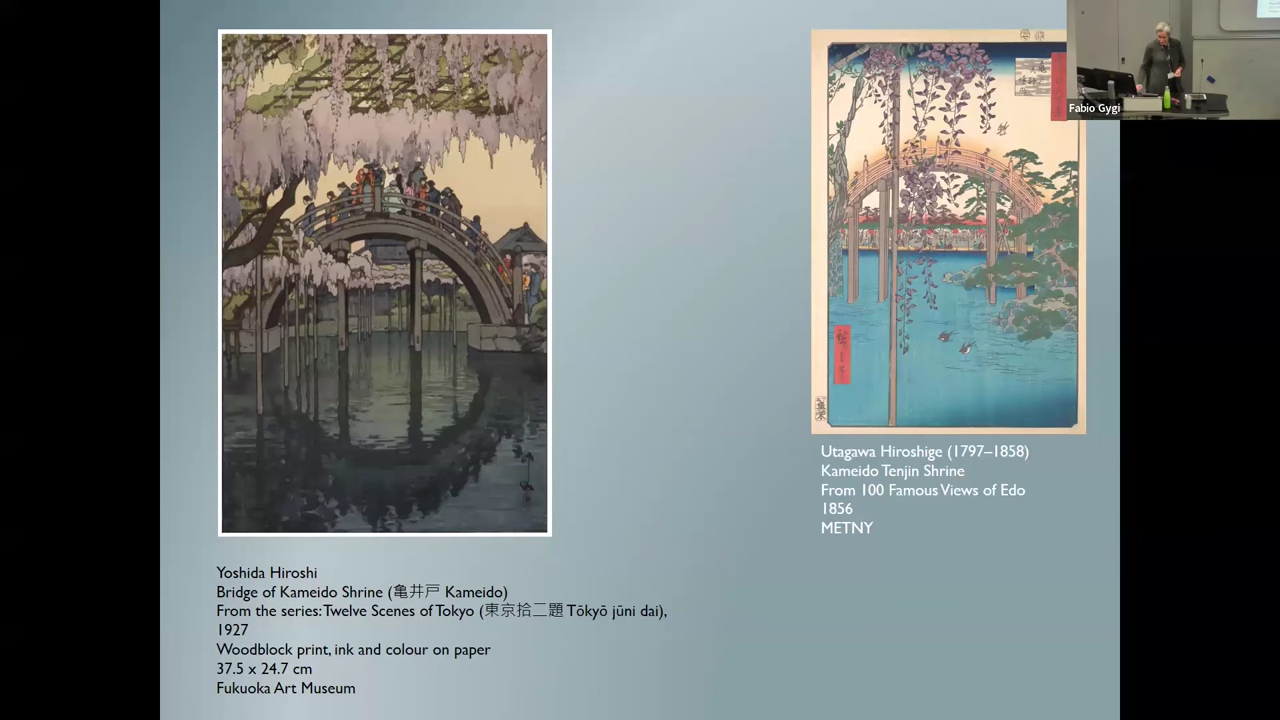 Fabio Gygi
Utagawa Hiroshige (1797–1858)
Kameido Tenjin Shrine
From 100 Famous Views of Edo
1856
METNY
Yoshida Hiroshi
Bridge of Kameido Shrine (亀井戸 Kameido)
From the series: Twelve Scenes of Tokyo (東京拾二題 Tōkyō jūni dai),
1927
Woodblock print, ink and colour on paper
37.5 x 24.7 cm
Fukuoka Art Museum